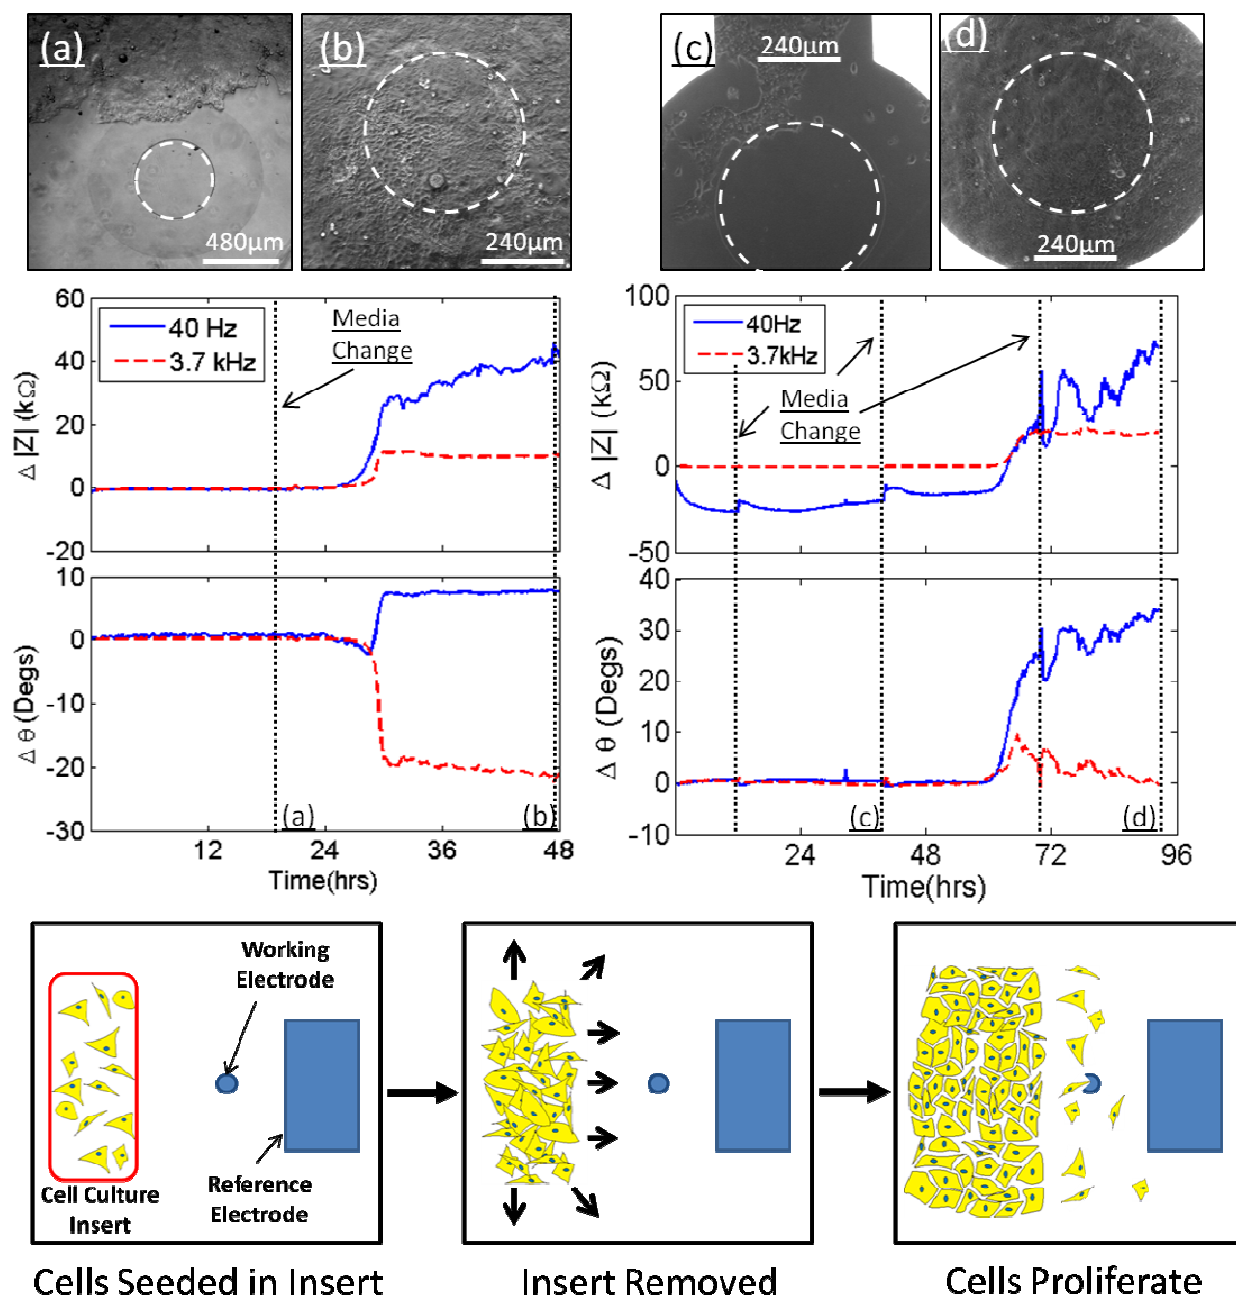 (a)
480μm
(b)
240μm
(c)
240μm
(d)
240μm
60
40
20
0
-20
Δ |Z| (kΩ)
40 Hz
3.7 kHz
Media
Change
10
0
-10
-20
-30
Δ θ (Degs)
(a)
(b)
12
24
36
48
Time(hrs)
100
50
0
-50
Δ |Z| (kΩ)
40Hz
3.7kHz
Media
Change
40
30
20
10
0
-10
Δ θ (Degs)
(c)
(d)
24
48
72
96
Time(hrs)
Working
Electrode
Reference
Electrode
Cell Culture
Insert
Cells Seeded in Insert
Insert Removed
Cells Proliferate